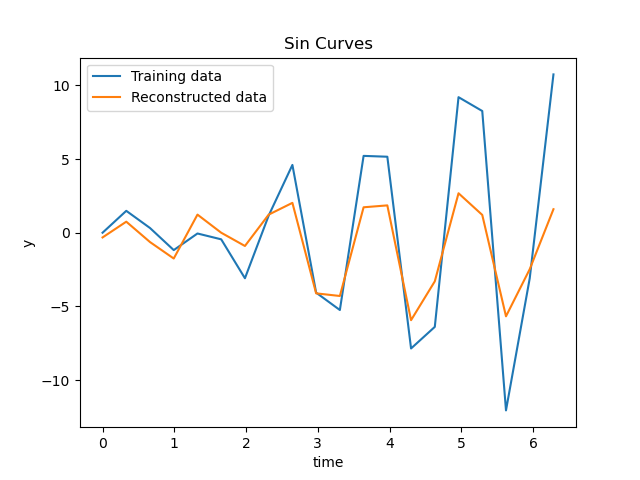 Sin Curves
Training data
Reconstructed data
10
5
0
−5
−10
y
0 1 2 3 4 5 6
time